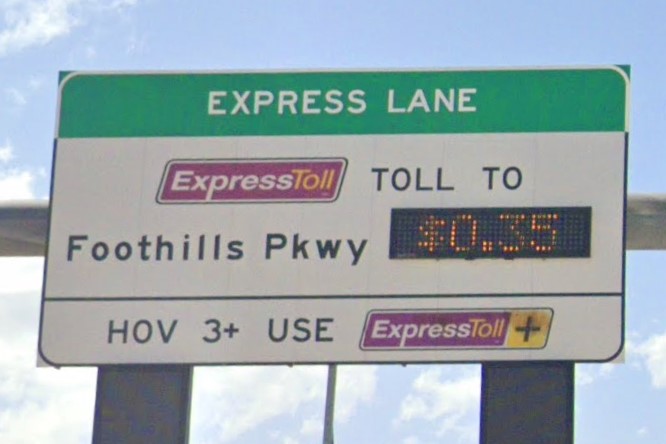 EXPRESS LANE
ExpressToll TOLL TO
Foothills Pkwy $0.35
HOV 3+ USE ExpressToll +